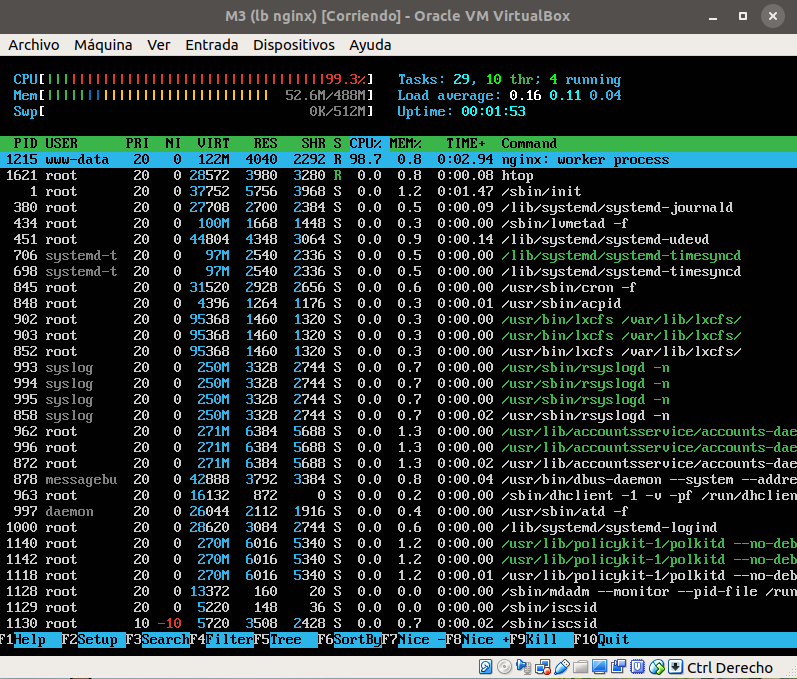 M3 (lb nginx) [Corriendo] - Oracle VM VirtualBox
Archivo Máquina Ver Entrada Dispositivos Ayuda
CPU[||||||||||||||||||||||||||||||||||99.3%] Tasks: 29, 10 thr; 4 running
Mem[|||||||||||||||||||||||||||| 52.6M/488M] Load average: 0.16 0.11 0.04
Swp[ 0K/512M] Uptime: 00:01:53
PID USER PRI NI VIRT RES SHR S CPU% MEM% TIME+ Command
1215 www-data 20 0 122M 4040 2292 R 98.7 0.8 0:02.94 nginx: worker process
1621 root 20 0 28572 3980 3280 R 0.0 0.8 0:00.08 htop
1 root 20 0 37752 5756 3968 S 0.0 1.2 0:01.47 /sbin/init
380 root 20 0 27708 2700 2384 S 0.0 0.5 0:00.09 /lib/systemd/systemd-journald
434 root 20 0 100M 1668 1448 S 0.0 0.3 0:00.00 /sbin/lvmetad -f
451 root 20 0 44804 4348 3064 S 0.0 0.9 0:00.14 /lib/systemd/systemd-udevd
706 systemd-t 20 0 97M 2540 2336 S 0.0 0.5 0:00.00 /lib/systemd/systemd-timesyncd
698 systemd-t 20 0 97M 2540 2336 S 0.0 0.5 0:00.00 /lib/systemd/systemd-timesyncd
845 root 20 0 31520 2928 2656 S 0.0 0.6 0:00.00 /usr/sbin/cron -f
848 root 20 0 4396 1264 1176 S 0.0 0.3 0:00.01 /usr/sbin/acpid
902 root 20 0 95368 1460 1320 S 0.0 0.3 0:00.00 /usr/bin/lxcfs /var/lib/lxcfs/
903 root 20 0 95368 1460 1320 S 0.0 0.3 0:00.00 /usr/bin/lxcfs /var/lib/lxcfs/
852 root 20 0 95368 1460 1320 S 0.0 0.3 0:00.00 /usr/bin/lxcfs /var/lib/lxcfs/
993 syslog 20 0 250M 3328 2744 S 0.0 0.7 0:00.00 /usr/sbin/rsyslogd -n
994 syslog 20 0 250M 3328 2744 S 0.0 0.7 0:00.00 /usr/sbin/rsyslogd -n
995 syslog 20 0 250M 3328 2744 S 0.0 0.7 0:00.00 /usr/sbin/rsyslogd -n
858 syslog 20 0 250M 3328 2744 S 0.0 0.7 0:00.02 /usr/sbin/rsyslogd -n
962 root 20 0 271M 6384 5688 S 0.0 1.3 0:00.00 /usr/lib/accountsservice/accounts-dae
996 root 20 0 271M 6384 5688 S 0.0 1.3 0:00.00 /usr/lib/accountsservice/accounts-dae
872 root 20 0 271M 6384 5688 S 0.0 1.3 0:00.02 /usr/lib/accountsservice/accounts-dae
878 messagebu 20 0 42888 3792 3384 S 0.0 0.8 0:00.04 /usr/bin/dbus-daemon --system --addre
963 root 20 0 16132 872 0 S 0.0 0.2 0:00.00 /sbin/dhclient -1 -v -pf /run/dhclien
997 daemon 20 0 26044 2112 1916 S 0.0 0.4 0:00.00 /usr/sbin/atd -f
1000 root 20 0 28620 3084 2744 S 0.0 0.6 0:00.00 /lib/systemd/systemd-logind
1140 root 20 0 270M 6016 5340 S 0.0 1.2 0:00.00 /usr/lib/policykit-1/polkitd --no-deb
1142 root 20 0 270M 6016 5340 S 0.0 1.2 0:00.00 /usr/lib/policykit-1/polkitd --no-deb
1118 root 20 0 270M 6016 5340 S 0.0 1.2 0:00.01 /usr/lib/policykit-1/polkitd --no-deb
1128 root 20 0 13372 160 20 S 0.0 0.0 0:00.00 /sbin/mdadm --monitor --pid-file /run
1129 root 20 0 5220 148 36 S 0.0 0.0 0:00.00 /sbin/iscsid
1130 root 10 -10 5720 3508 2428 S 0.0 0.7 0:00.02 /sbin/iscsid
F1Help F2Setup F3SearchF4FilterF5Tree F6SortByF7Nice -F8Nice +F9Kill F10Quit
Ctrl Derecho